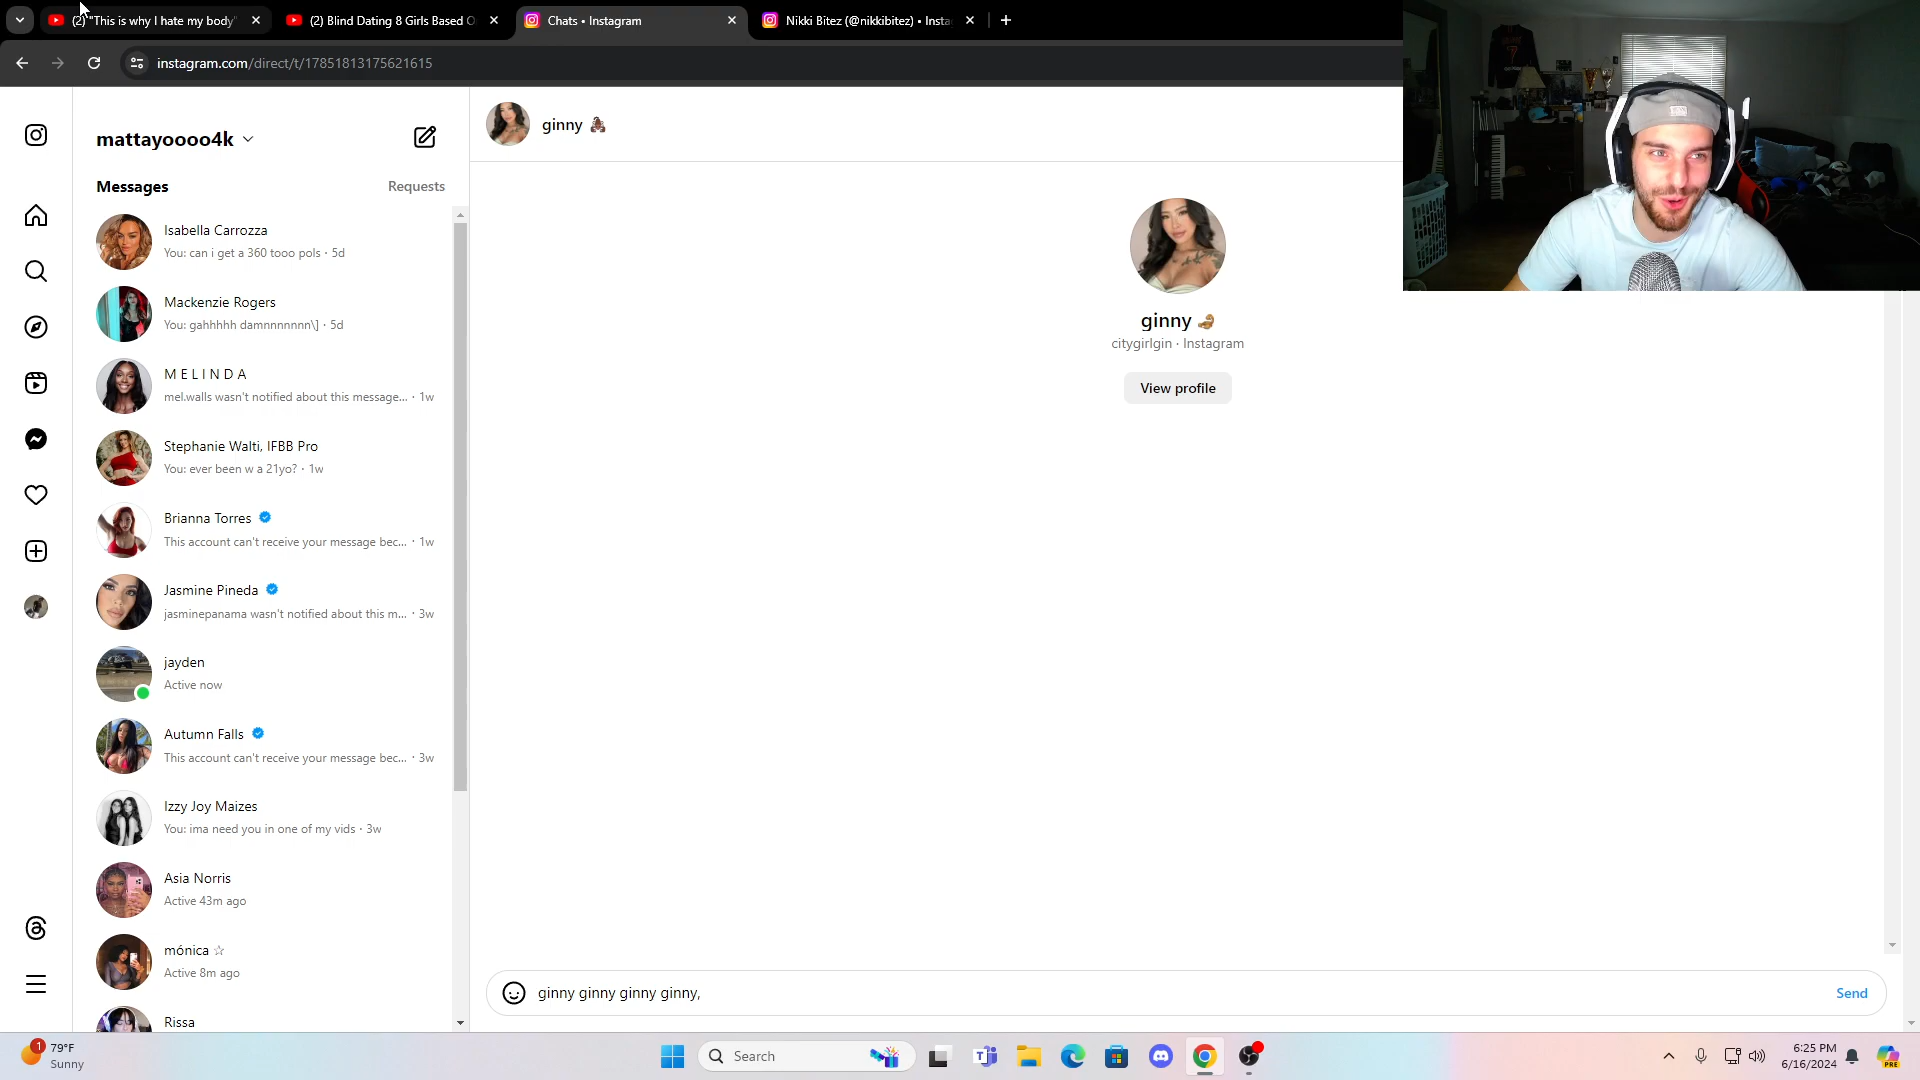 (2) "This is why I hate my body"
(2) Blind Dating 8 Girls Based O
Chats • Instagram
Nikki Bitez (@nikkibitez) • Insta
instagram.com/direct/t/17851813175621615
mattayoooo4k
Messages
Requests
Isabella Carrozza
You: can i get a 360 tooo pols · 5d
Mackenzie Rogers
You: gahhhhh damnnnnnnn\] · 5d
M E L I N D A
mel.walls wasn't notified about this message... · 1w
Stephanie Walti, IFBB Pro
You: ever been w a 21yo? · 1w
Brianna Torres
This account can't receive your message bec... · 1w
Jasmine Pineda
jasminepanama wasn't notified about this m... · 3w
jayden
Active now
Autumn Falls
This account can't receive your message bec... · 3w
Izzy Joy Maizes
You: ima need you in one of my vids · 3w
Asia Norris
Active 43m ago
mónica ☆
Active 8m ago
Rissa
ginny
ginny
citygirlgin · Instagram
View profile
ginny ginny ginny ginny,
Send
1
79°F
Sunny
Search
6:25 PM
6/16/2024
PRE